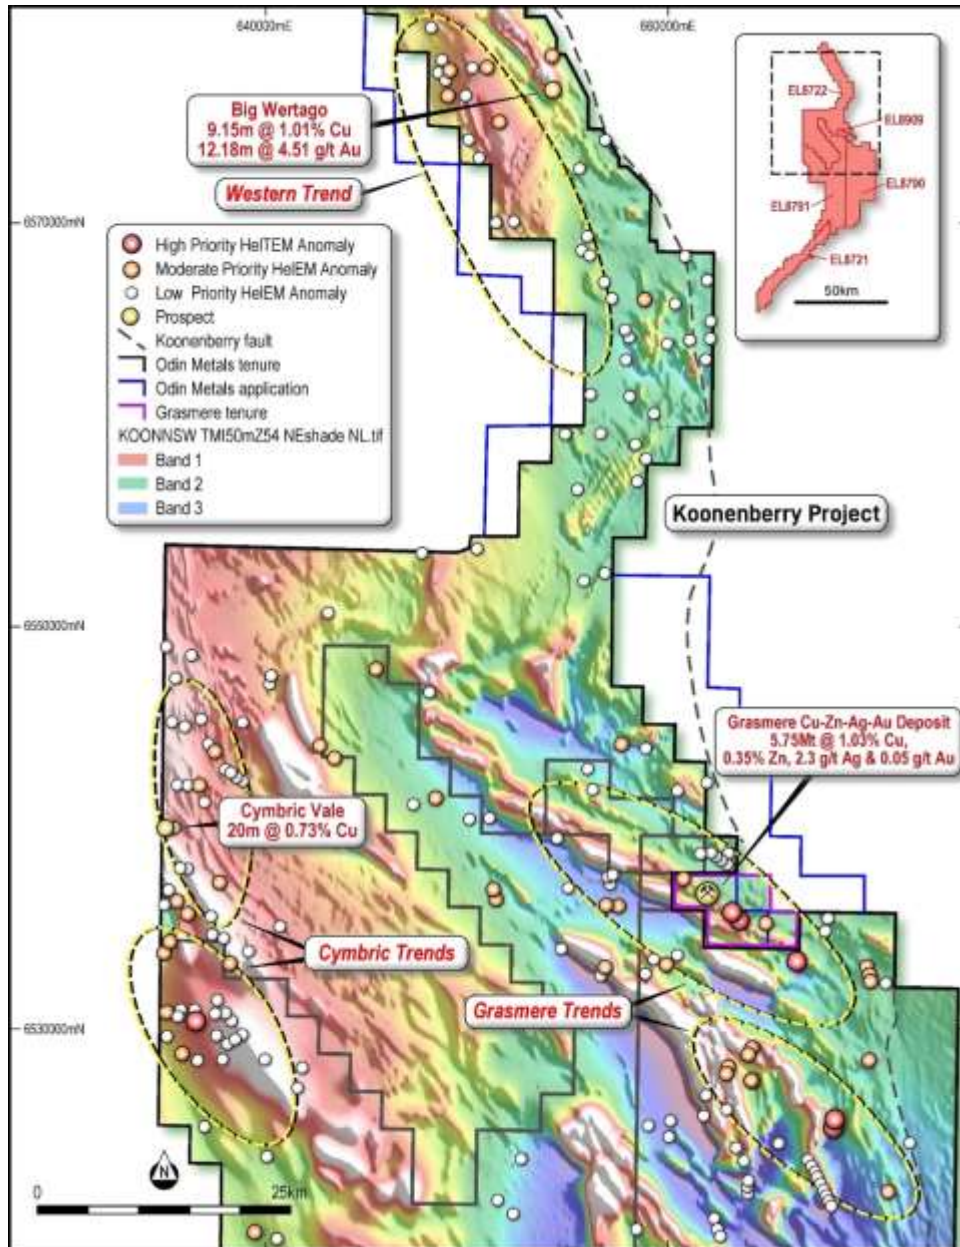 640000mE
660000mE
EL8722
EL8909
EL8790
EL8791
EL8721
50km
Big Wertago
9.15m @ 1.01% Cu
12.18m @ 4.51 g/t Au
Western Trend
6570000mN
High Priority HelTEM Anomaly
Moderate Priority HelEM Anomaly
Low Priority HelEM Anomaly
Prospect
Koonenberry fault
Odin Metals tenure
Odin Metals application
Grasmere tenure
KOONNSW TMI50mZ54 NEshade NL.tif
Band 1
Band 2
Band 3
Koonenberry Project
6550000mN
Grasmere Cu-Zn-Ag-Au Deposit
5.75Mt @ 1.03% Cu,
0.35% Zn, 2.3 g/t Ag & 0.05 g/t Au
Cymbric Vale
20m @ 0.73% Cu
Cymbric Trends
Grasmere Trends
6530000mN
N
0
25km